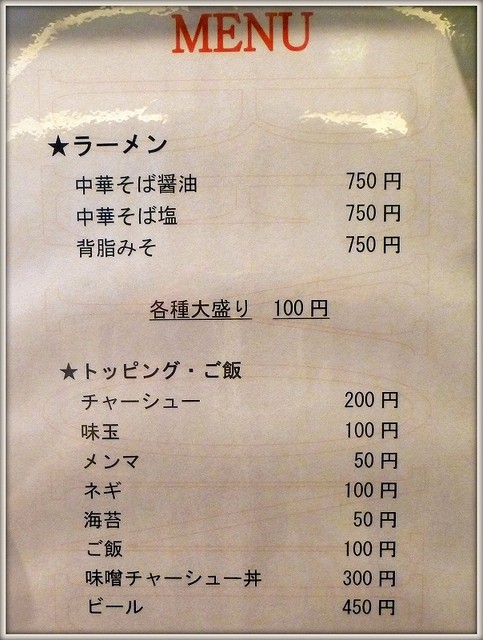 MENU
★ラーメン
中華そば醤油 750円
中華そば塩 750円
背脂みそ 750円
各種大盛り 100円
★トッピング・ご飯
チャーシュー 200円
味玉 100円
メンマ 50円
ネギ 100円
海苔 50円
ご飯 100円
味噌チャーシュー丼 300円
ビール 450円